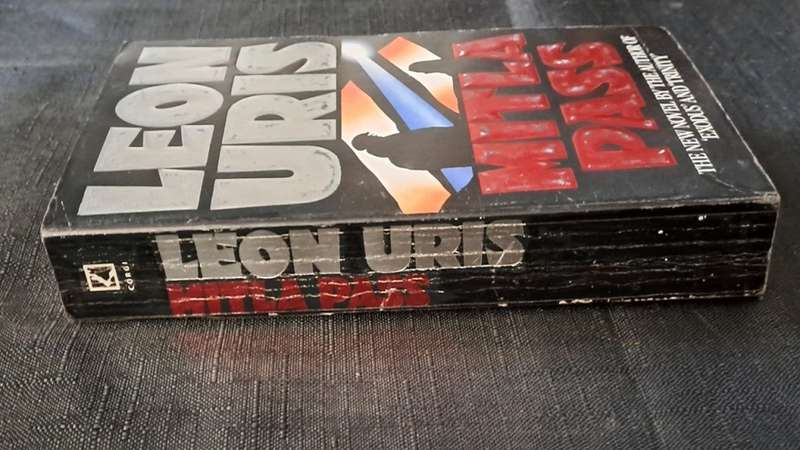 LEON
URIS
MITLA
PASS
THE NEW NOVEL BY THE AUTHOR OF
'EXODUS' AND 'TRINITY'
LEON URIS
MITLA PASS
CORGI